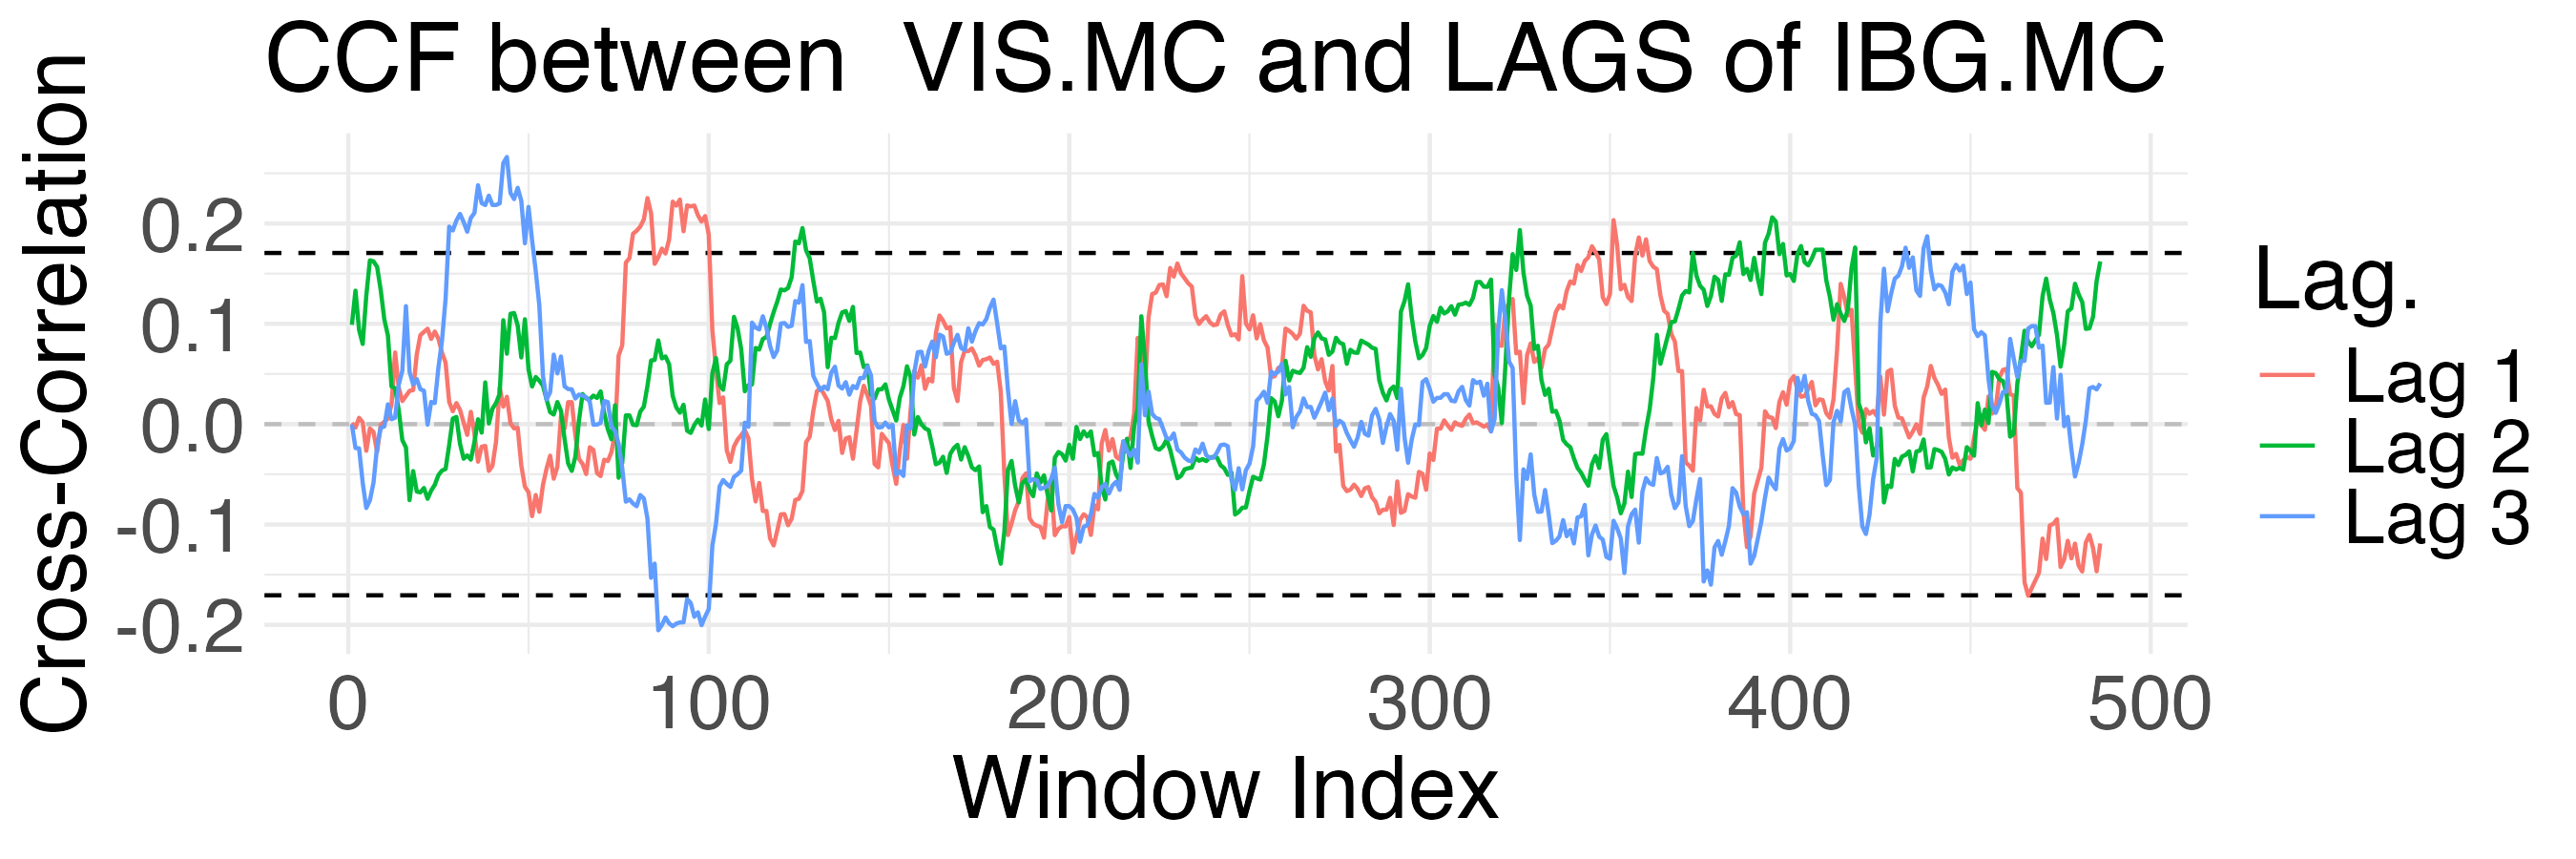 CCF between  VIS.MC and LAGS of IBG.MC
Cross-Correlation
0.2
0.1
0.0
-0.1
-0.2
0 100 200 300 400 500
Window Index
Lag.
Lag 1
Lag 2
Lag 3